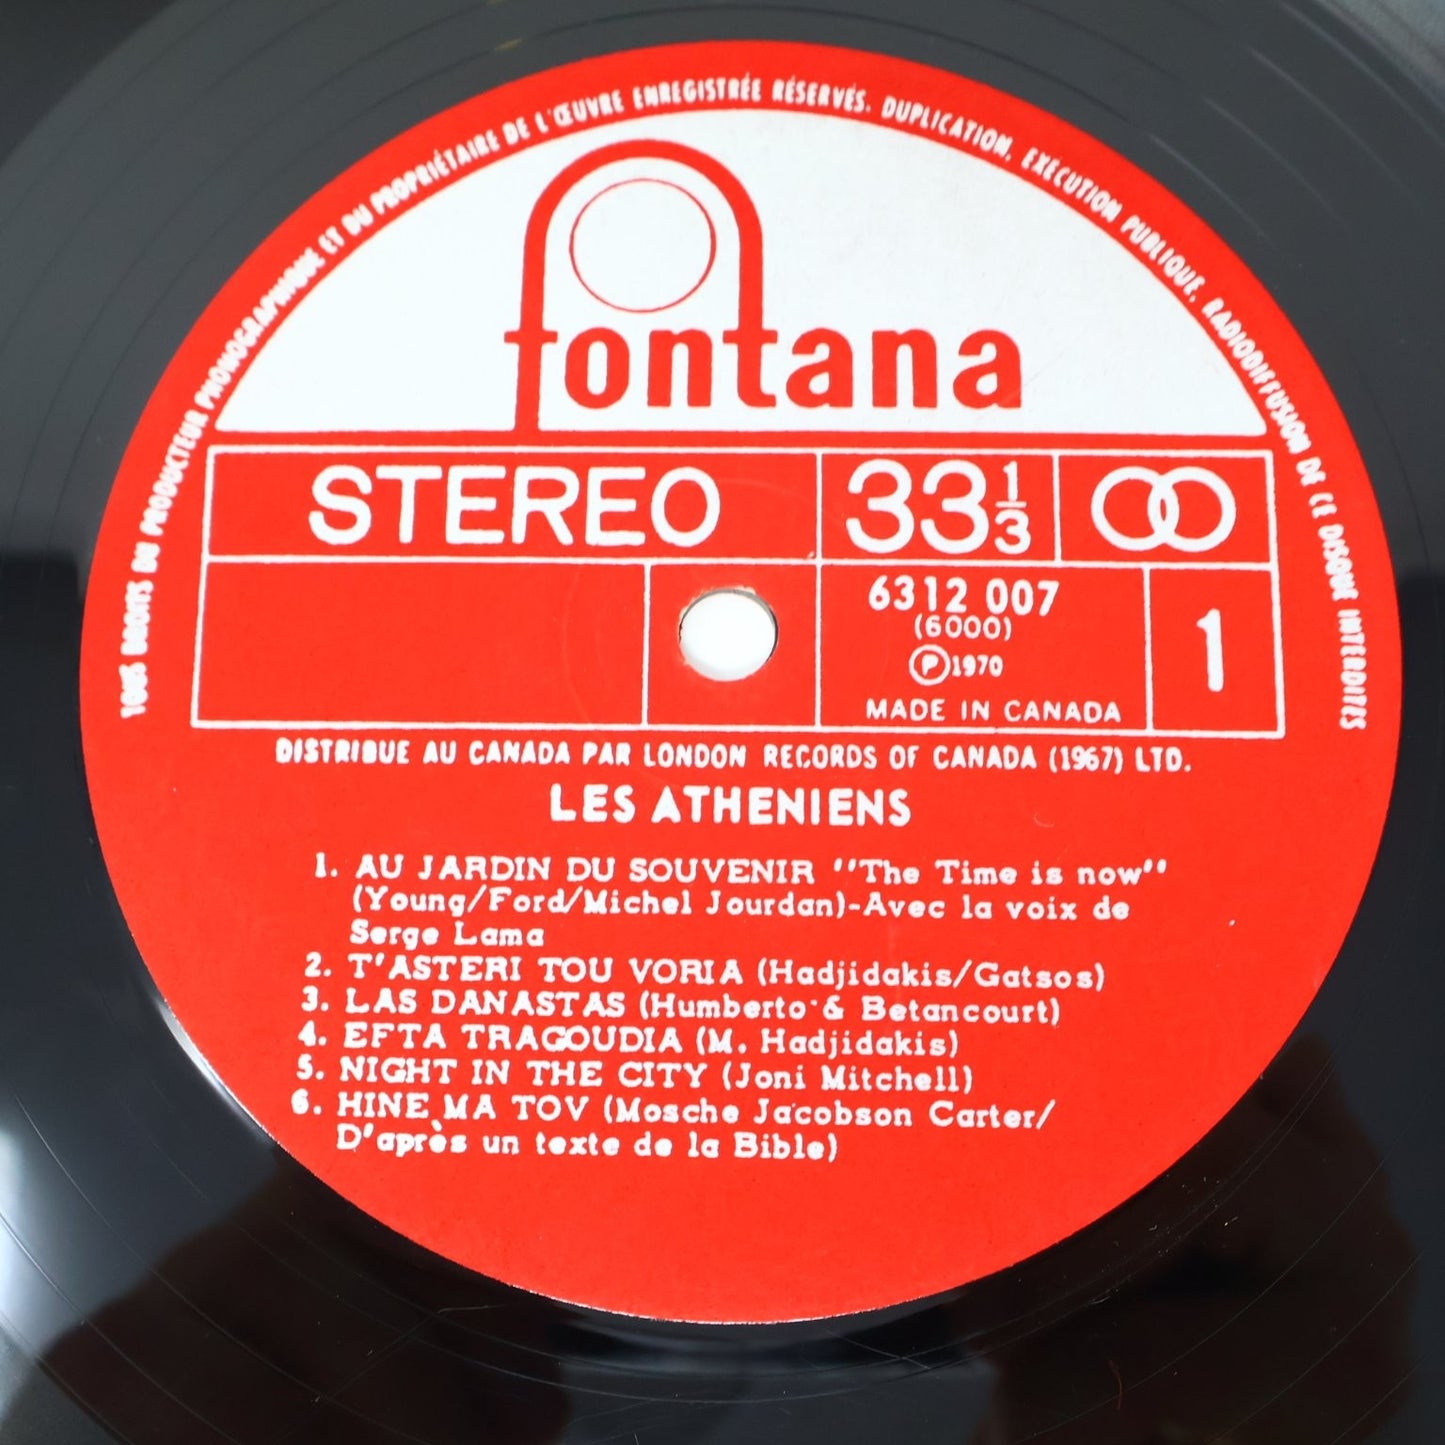 TOUS DROITS DU PRODUCTEUR PHONOGRAPHIQUE ET DU PROPRIÉTAIRE DE L'ŒUVRE ENREGISTRÉE RÉSERVÉS. DUPLICATION, EXÉCUTION PUBLIQUE, RADIODIFFUSION DE CE DISQUE INTERDITES
fontana
STEREO 33 1/3
6312 007
(6000)
Ⓟ1970
MADE IN CANADA
1
DISTRIBUE AU CANADA PAR LONDON RECORDS OF CANADA (1967) LTD.
LES ATHENIENS
1. AU JARDIN DU SOUVENIR "The Time is now"
(Young/Ford/Michel Jourdan)-Avec la voix de
Serge Lama
2. T'ASTERI TOU VORIA (Hadjidakis/Gatsos)
3. LAS DANASTAS (Humberto & Betancourt)
4. EFTA TRAGOUDIA (M. Hadjidakis)
5. NIGHT IN THE CITY (Joni Mitchell)
6. HINE MA TOV (Mosche Jacobson Carter/
D'après un texte de la Bible)